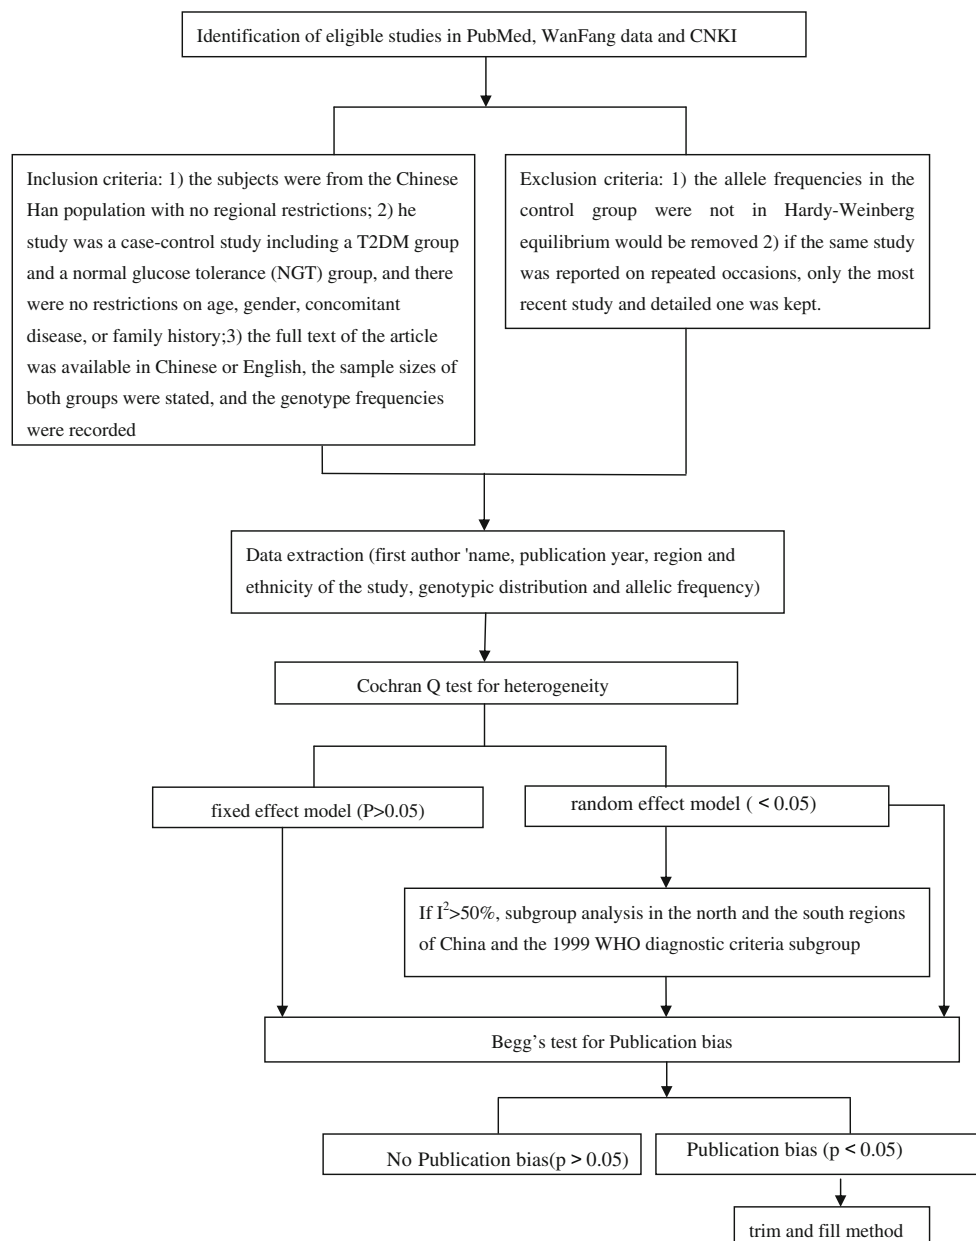 Identification of eligible studies in PubMed, WanFang data and CNKI
Inclusion criteria: 1) the subjects were from the Chinese
Han population with no regional restrictions; 2) he
study was a case-control study including a T2DM group
and a normal glucose tolerance (NGT) group, and there
were no restrictions on age, gender, concomitant
disease, or family history;3) the full text of the article
was available in Chinese or English, the sample sizes of
both groups were stated, and the genotype frequencies
were recorded
Exclusion criteria: 1) the allele frequencies in the
control group were not in Hardy-Weinberg
equilibrium would be removed 2) if the same study
was reported on repeated occasions, only the most
recent study and detailed one was kept.
Data extraction (first author 'name, publication year, region and
ethnicity of the study, genotypic distribution and allelic frequency)
Cochran Q test for heterogeneity
fixed effect model (P>0.05)
random effect model ( < 0.05)
If I²>50%, subgroup analysis in the north and the south regions
of China and the 1999 WHO diagnostic criteria subgroup
Begg's test for Publication bias
No Publication bias(p > 0.05)
Publication bias (p < 0.05)
trim and fill method